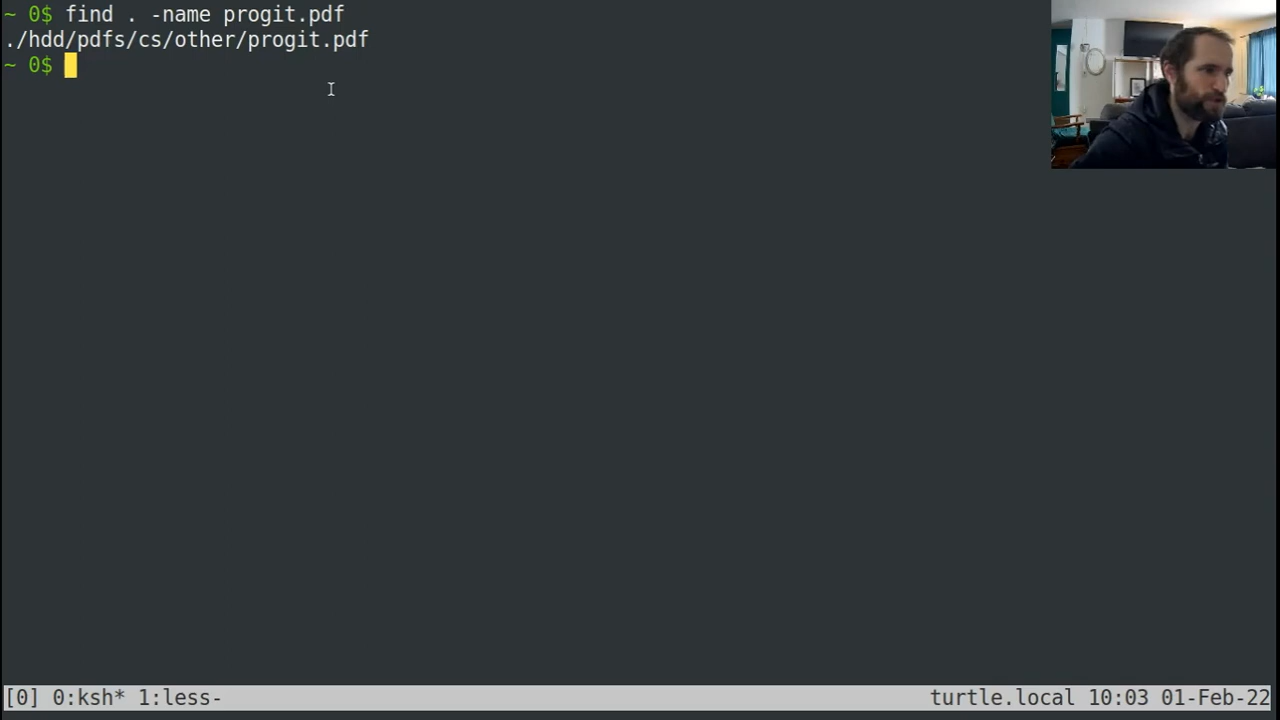 ~ 0$ find . -name progit.pdf
./hdd/pdfs/cs/other/progit.pdf
~ 0$
[0] 0:ksh* 1:less- turtle.local 10:03 01-Feb-22